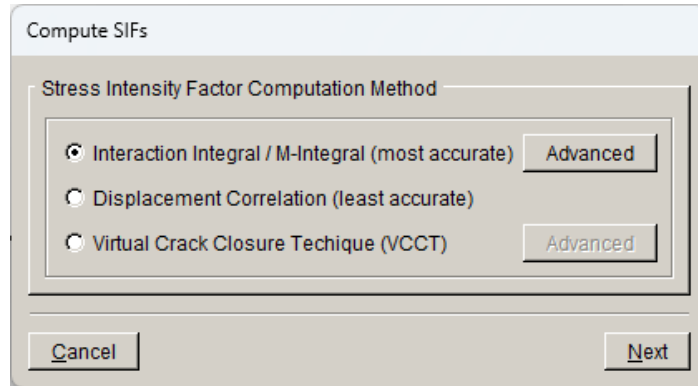 Compute SIFs
Stress Intensity Factor Computation Method
Interaction Integral / M-Integral (most accurate) Advanced
Displacement Correlation (least accurate)
Virtual Crack Closure Techique (VCCT) Advanced
Cancel Next